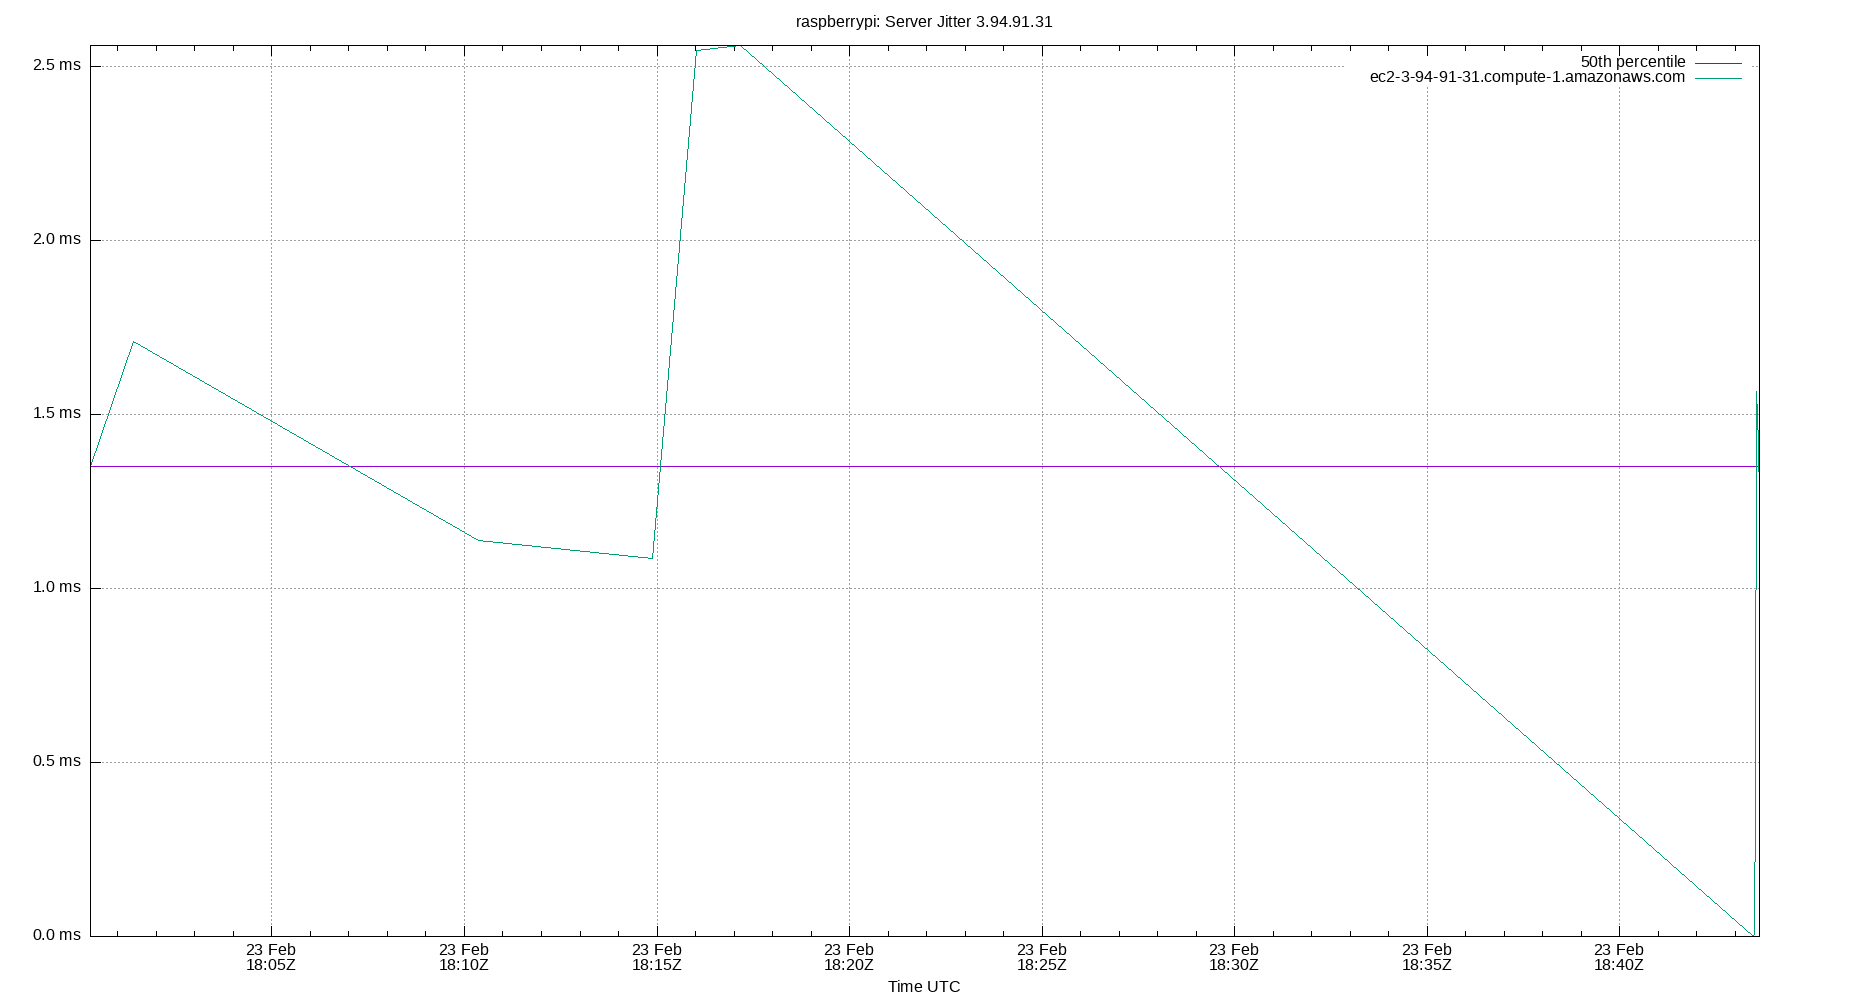 raspberrypi: Server Jitter 3.94.91.31
50th percentile
ec2-3-94-91-31.compute-1.amazonaws.com
2.5 ms
2.0 ms
1.5 ms
1.0 ms
0.5 ms
0.0 ms
23 Feb 23 Feb 23 Feb 23 Feb 23 Feb 23 Feb 23 Feb 23 Feb
18:05Z 18:10Z 18:15Z 18:20Z 18:25Z 18:30Z 18:35Z 18:40Z
Time UTC